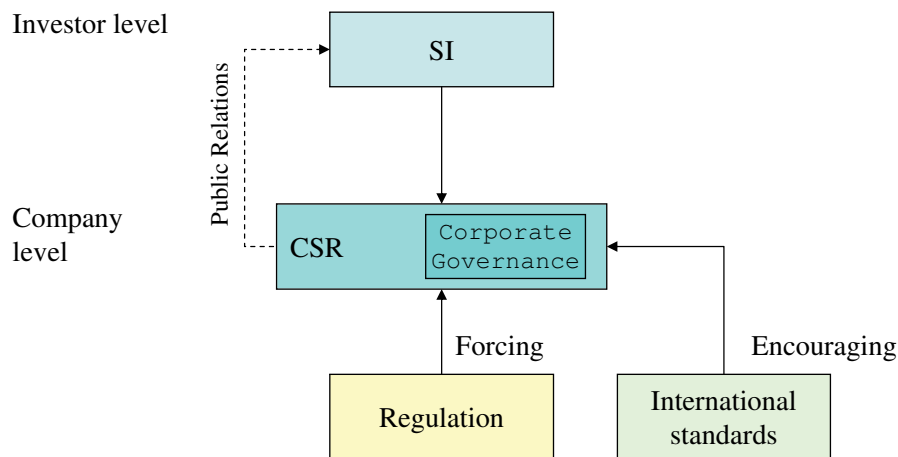 Investor level
SI
Public Relations
Company
level
CSR
Corporate
Governance
Forcing
Encouraging
Regulation
International
standards